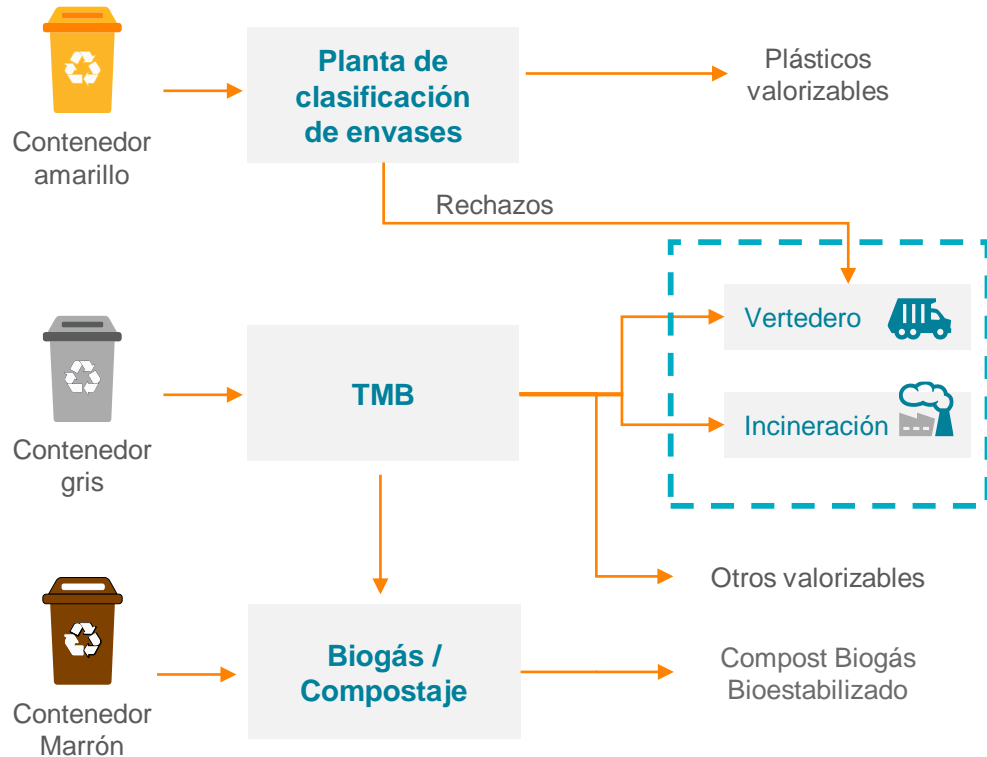 Contenedor
amarillo
Planta de
clasificación
de envases
Plásticos
valorizables
Rechazos
Vertedero
Contenedor
gris
TMB
Incineración
Otros valorizables
Contenedor
Marrón
Biogás /
Compostaje
Compost Biogás
Bioestabilizado